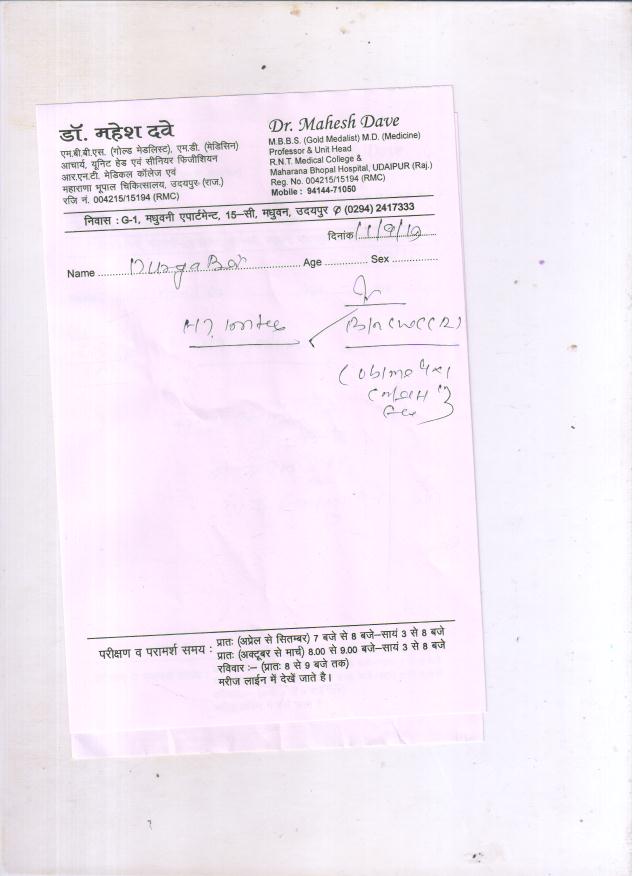 डॉ. महेश दवे
एम.बी.बी.एस. (गोल्ड मेडलिस्ट), एम.डी. (मेडिसिन)
आचार्य, यूनिट हेड एवं सीनियर फिजीशियन
आर.एन.टी. मेडिकल कॉलेज एवं
महाराणा भूपाल चिकित्सालय, उदयपुर (राज.)
रजि नं. 004215/15194 (RMC)
Dr. Mahesh Dave
M.B.B.S. (Gold Medalist) M.D. (Medicine)
Professor & Unit Head
R.N.T. Medical College &
Maharana Bhopal Hospital, UDAIPUR (Raj.)
Reg. No. 004215/15194 (RMC)
Mobile : 94144-71050
निवास : G-1, मधुवनी एपार्टमेन्ट, 15-सी, मधुवन, उदयपुर ✆ (0294) 2417333
दिनांक 11/9/19
Name Durga Bai Age Sex
परीक्षण व परामर्श समय : प्रातः (अप्रेल से सितम्बर) 7 बजे से 8 बजे-सायं 3 से 8 बजे
प्रातः (अक्टूबर से मार्च) 8.00 से 9.00 बजे-सायं 3 से 8 बजे
रविवार :- (प्रातः 8 से 9 बजे तक)
मरीज लाईन में देखें जाते है।